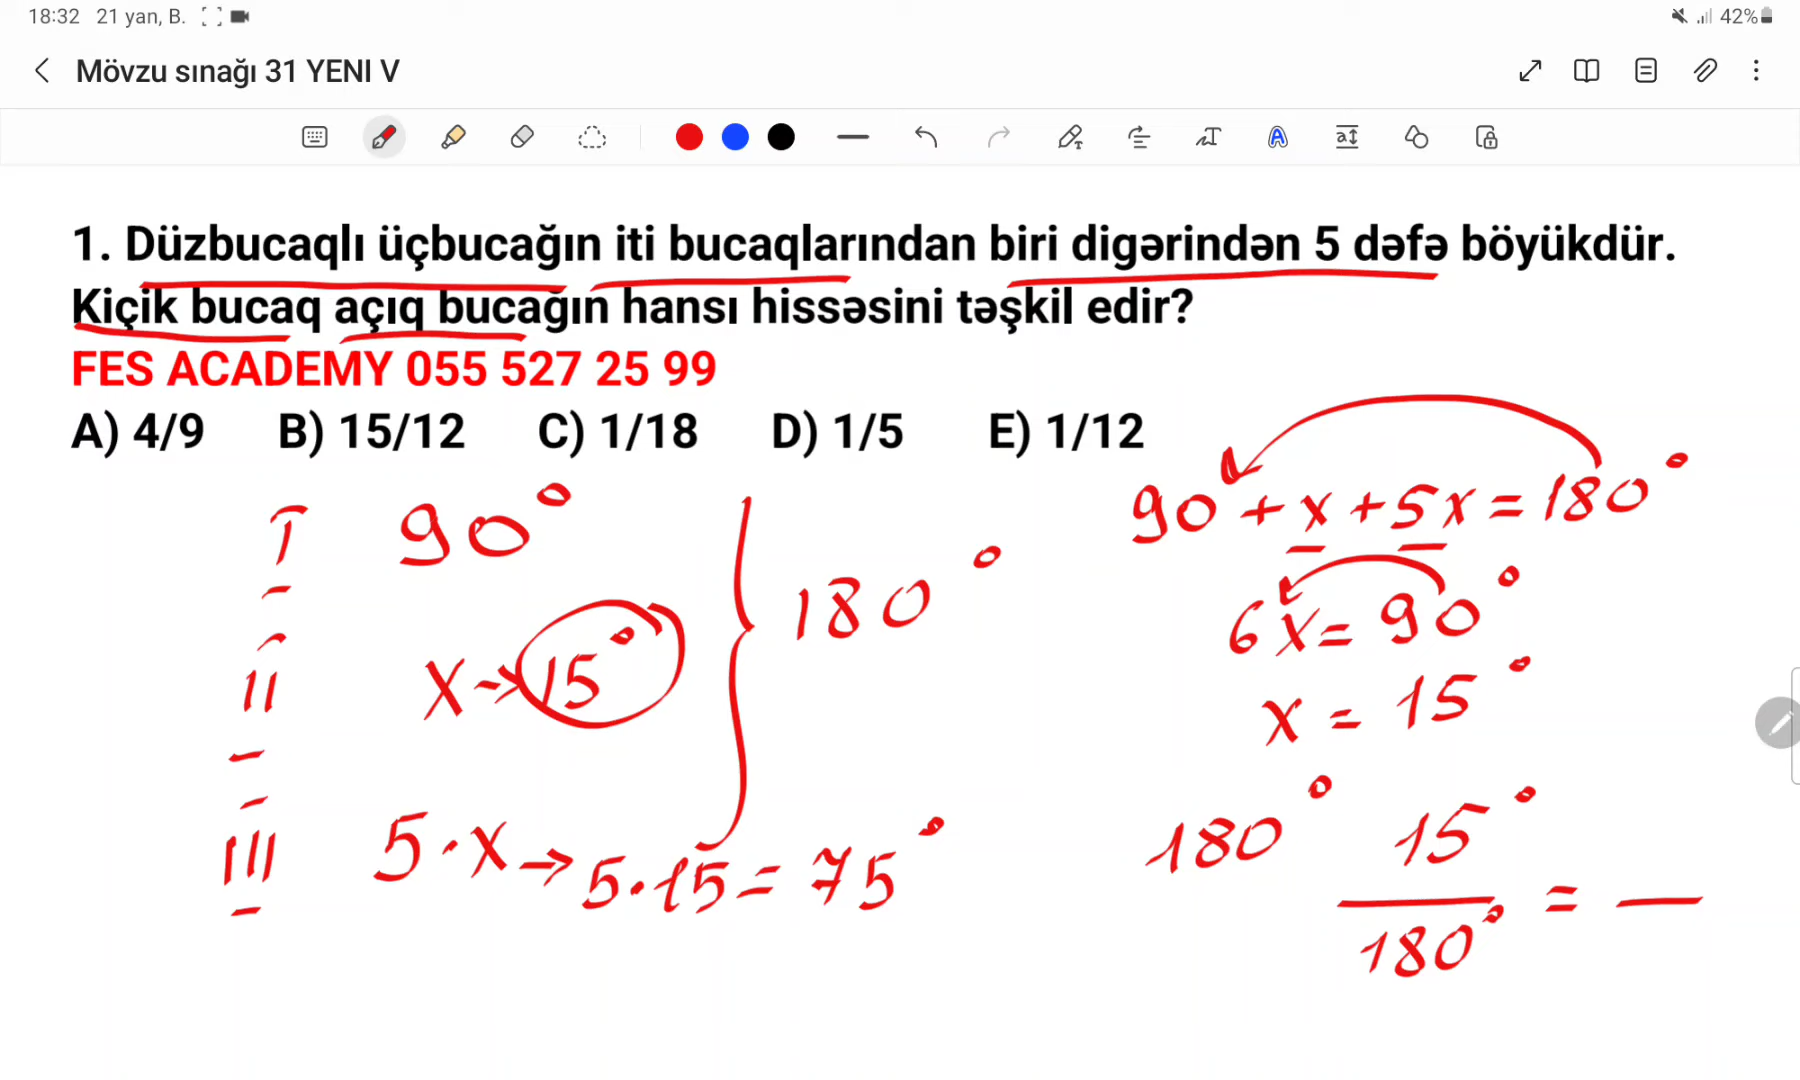 18:32 21 yan, B. 42%
Mövzu sınağı 31 YENI V
1. Düzbucaqlı üçbucağın iti bucaqlarından biri digərindən 5 dəfə böyükdür.
Kiçik bucaq açıq bucağın hansı hissəsini təşkil edir?
FES ACADEMY 055 527 25 99
A) 4/9 B) 15/12 C) 1/18 D) 1/5 E) 1/12
I 90°
90 + x + 5x = 180°
180°
6x = 90°
II x → 15°
x = 15°
III 5·x → 5·15 = 75°
180° 15°
180° =